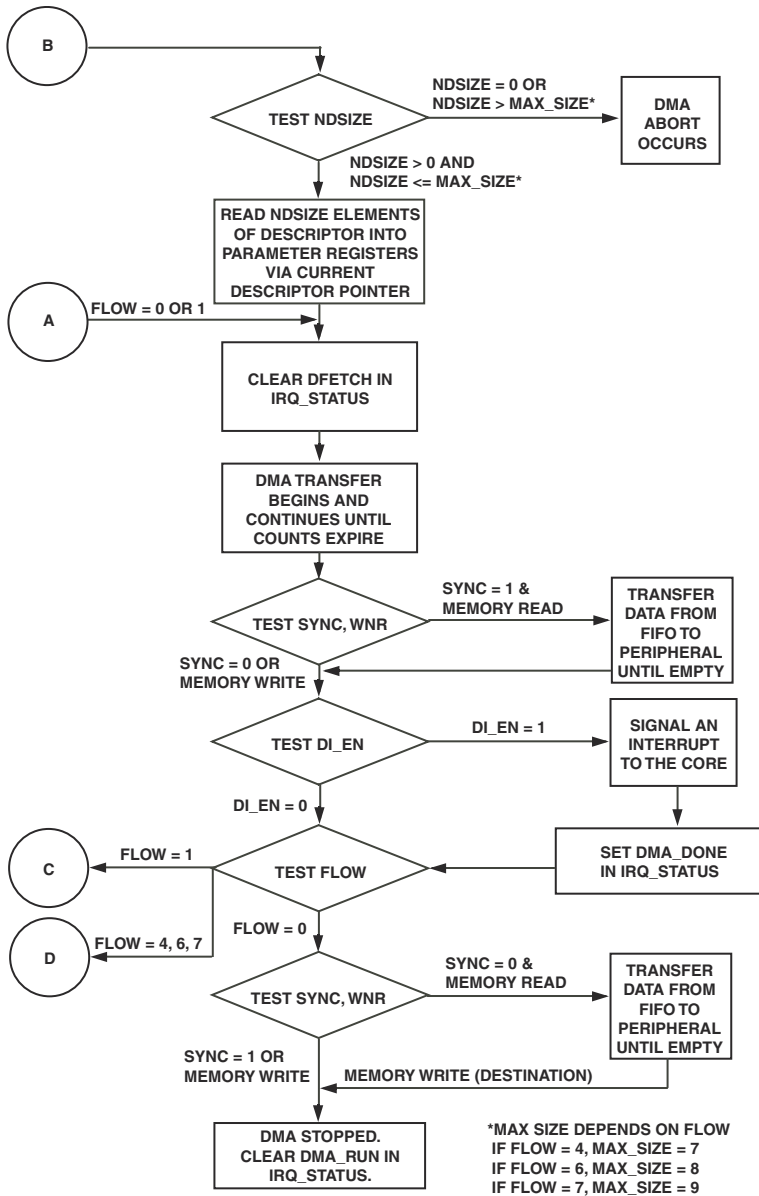 B
TEST NDSIZE
NDSIZE = 0 OR
NDSIZE > MAX_SIZE*
DMA
ABORT
OCCURS
NDSIZE > 0 AND
NDSIZE <= MAX_SIZE*
READ NDSIZE ELEMENTS
OF DESCRIPTOR INTO
PARAMETER REGISTERS
VIA CURRENT
DESCRIPTOR POINTER
A
FLOW = 0 OR 1
CLEAR DFETCH IN
IRQ_STATUS
DMA TRANSFER
BEGINS AND
CONTINUES UNTIL
COUNTS EXPIRE
TEST SYNC, WNR
SYNC = 1 &
MEMORY READ
TRANSFER
DATA FROM
FIFO TO
PERIPHERAL
UNTIL EMPTY
SYNC = 0 OR
MEMORY WRITE
TEST DI_EN
DI_EN = 1
SIGNAL AN
INTERRUPT
TO THE CORE
DI_EN = 0
SET DMA_DONE
IN IRQ_STATUS
TEST FLOW
FLOW = 1
C
FLOW = 4, 6, 7
D
FLOW = 0
TEST SYNC, WNR
SYNC = 0 &
MEMORY READ
TRANSFER
DATA FROM
FIFO TO
PERIPHERAL
UNTIL EMPTY
SYNC = 1 OR
MEMORY WRITE
MEMORY WRITE (DESTINATION)
DMA STOPPED.
CLEAR DMA_RUN IN
IRQ_STATUS.
*MAX SIZE DEPENDS ON FLOW
IF FLOW = 4, MAX_SIZE = 7
IF FLOW = 6, MAX_SIZE = 8
IF FLOW = 7, MAX_SIZE = 9